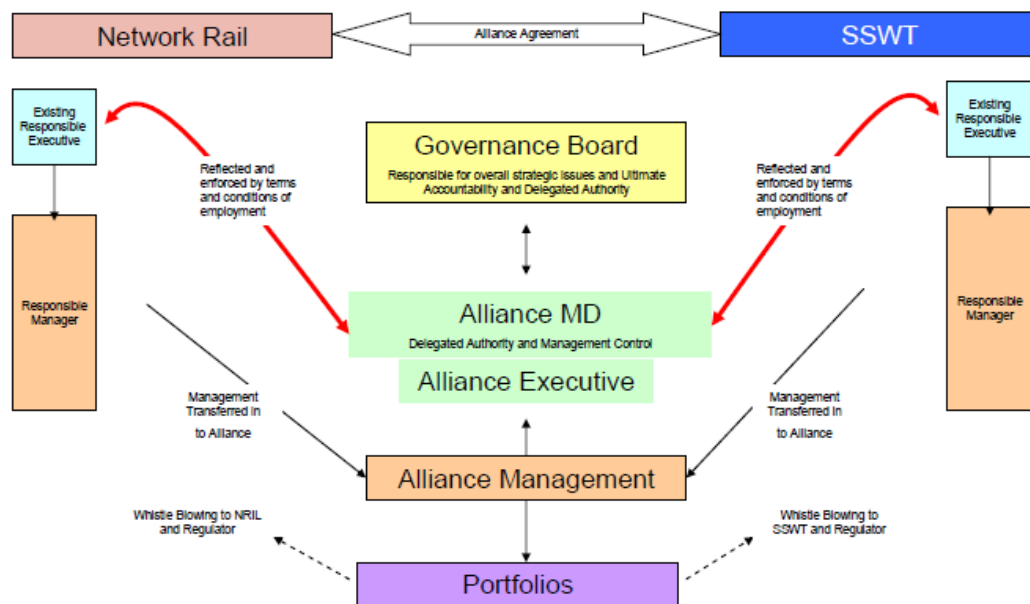 Network Rail
Alliance Agreement
SSWT
Existing
Responsible
Executive
Existing
Responsible
Executive
Governance Board
Responsible for overall strategic issues and Ultimate
Accountability and Delegated Authority
Reflected and
enforced by terms
and conditions of
employment
Reflected and
enforced by terms
and conditions of
employment
Responsible
Manager
Alliance MD
Delegated Authority and Management Control
Responsible
Manager
Alliance Executive
Management
Transferred in
to Alliance
Management
Transferred in
to Alliance
Alliance Management
Whistle Blowing to NRIL
and Regulator
Whistle Blowing to
SSWT and Regulator
Portfolios